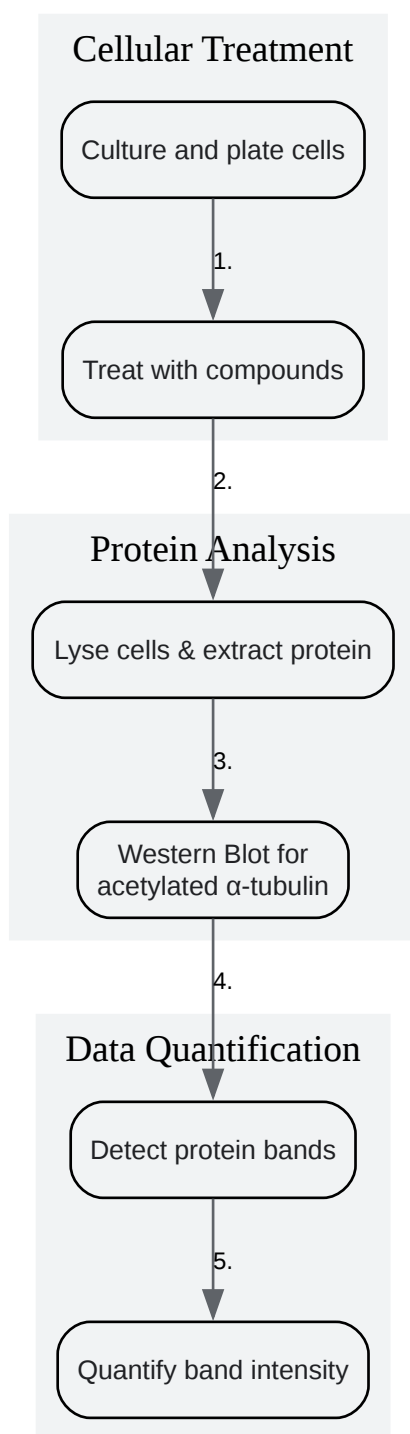 Cellular Treatment
Culture and plate cells
1.
Treat with compounds
2.
Protein Analysis
Lyse cells & extract protein
3.
Western Blot for
acetylated α-tubulin
4.
Data Quantification
Detect protein bands
5.
Quantify band intensity